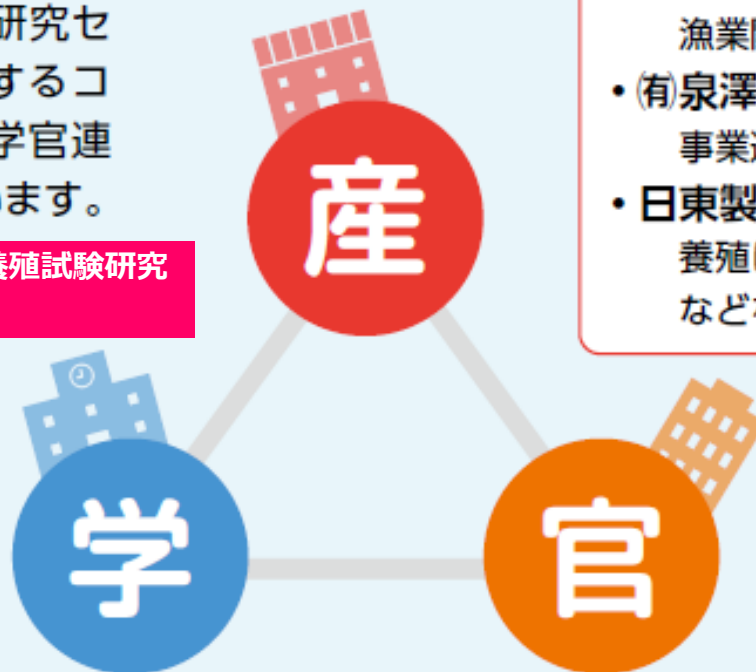 研究セ
するコ
学官連
います。
養殖試験研究
漁業
・㈲泉澤
事業
・日東製
養殖
など
産
学
官